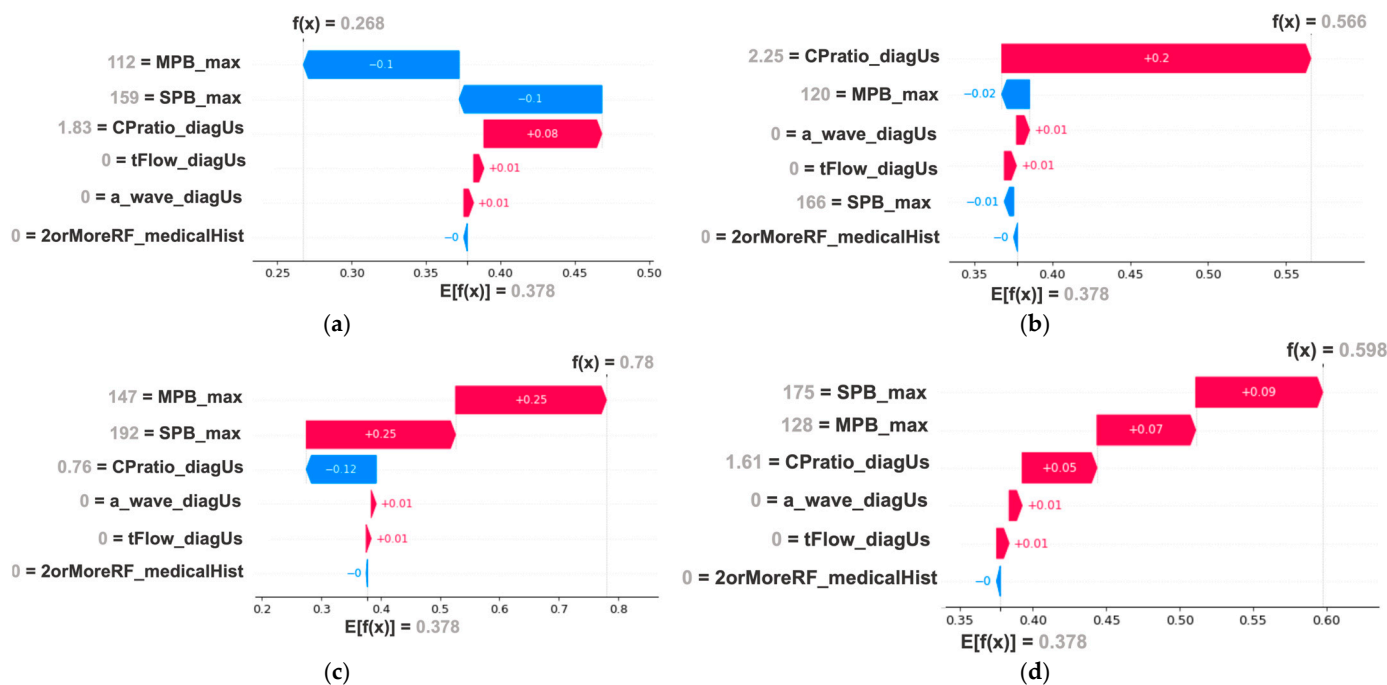 f(x) = 0.268
112 = MPB_max
−0.1
159 = SPB_max
−0.1
1.83 = CPratio_diagUs
+0.08
0 = tFlow_diagUs
+0.01
0 = a_wave_diagUs
+0.01
0 = 2orMoreRF_medicalHist
−0
0.25 0.30 0.35 0.40 0.45 0.50
E[f(x)] = 0.378
(a)
f(x) = 0.566
2.25 = CPratio_diagUs
+0.2
120 = MPB_max
−0.02
0 = a_wave_diagUs
+0.01
0 = tFlow_diagUs
+0.01
166 = SPB_max
−0.01
0 = 2orMoreRF_medicalHist
−0
0.35 0.40 0.45 0.50 0.55
E[f(x)] = 0.378
(b)
f(x) = 0.78
147 = MPB_max
+0.25
192 = SPB_max
+0.25
0.76 = CPratio_diagUs
−0.12
0 = a_wave_diagUs
+0.01
0 = tFlow_diagUs
+0.01
0 = 2orMoreRF_medicalHist
−0
0.2 0.3 0.4 0.5 0.6 0.7 0.8
E[f(x)] = 0.378
(c)
f(x) = 0.598
175 = SPB_max
+0.09
128 = MPB_max
+0.07
1.61 = CPratio_diagUs
+0.05
0 = a_wave_diagUs
+0.01
0 = tFlow_diagUs
+0.01
0 = 2orMoreRF_medicalHist
−0
0.35 0.40 0.45 0.50 0.55 0.60
E[f(x)] = 0.378
(d)